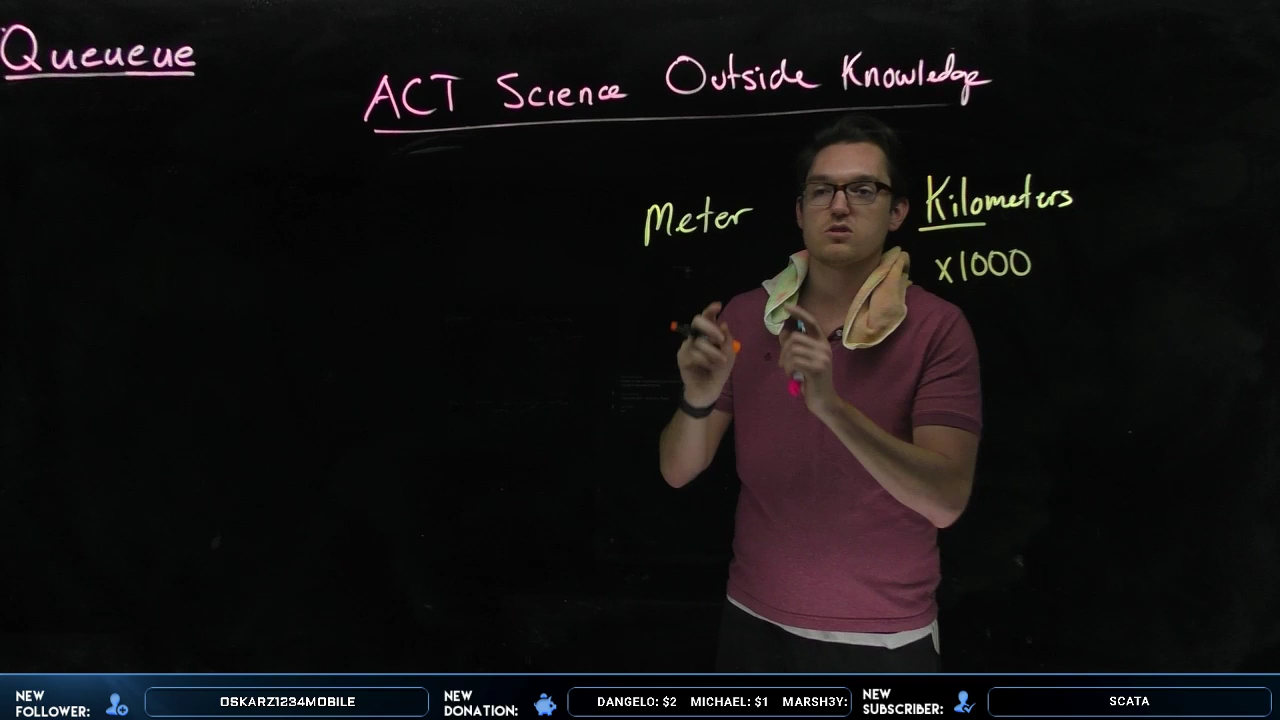 Queueue
ACT Science Outside Knowledge
Meter
Kilometers
x1000
NEW FOLLOWER:
OSKARZ1234MOBILE
NEW DONATION:
DANGELO: $2 MICHAEL: $1 MARSH3Y:
NEW SUBSCRIBER:
SCATA